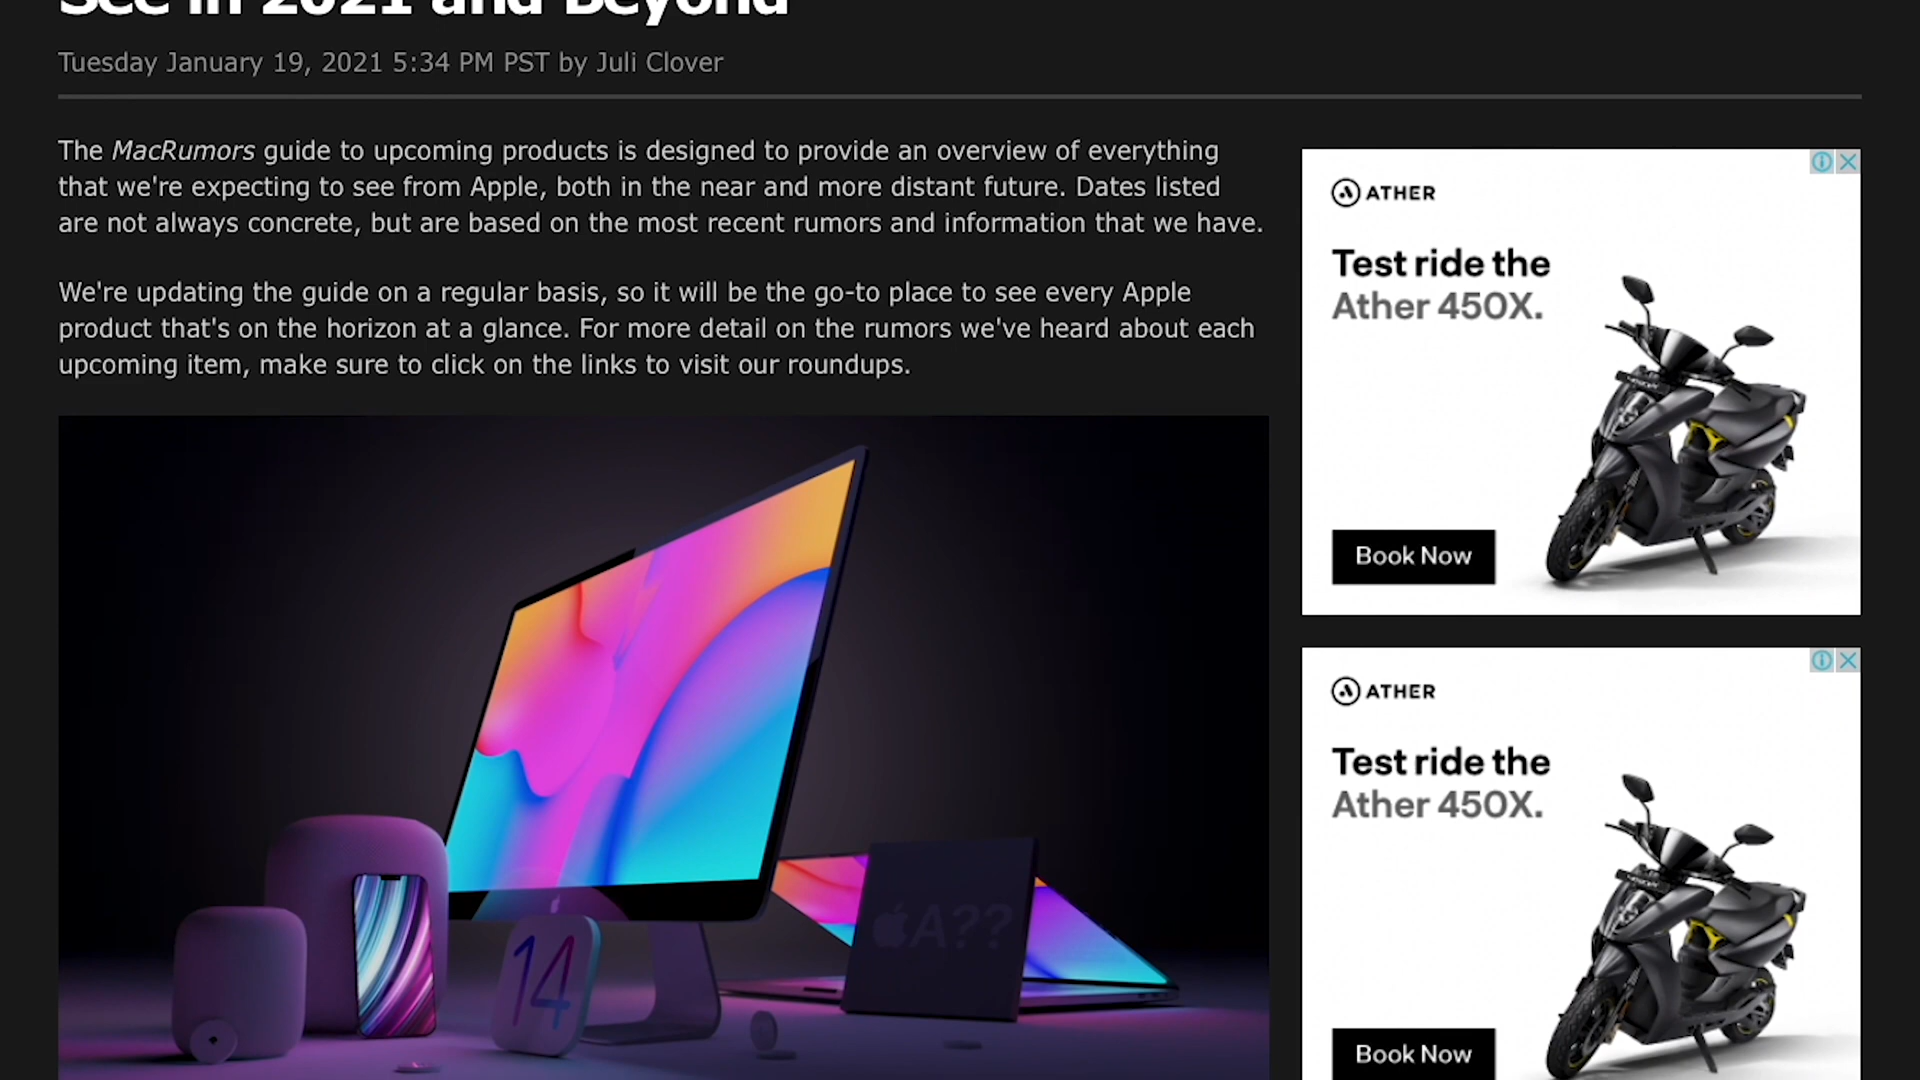 See in 2021 and Beyond
Tuesday January 19, 2021 5:34 PM PST by Juli Clover
The MacRumors guide to upcoming products is designed to provide an overview of everything
that we're expecting to see from Apple, both in the near and more distant future. Dates listed
are not always concrete, but are based on the most recent rumors and information that we have.
We're updating the guide on a regular basis, so it will be the go-to place to see every Apple
product that's on the horizon at a glance. For more detail on the rumors we've heard about each
upcoming item, make sure to click on the links to visit our roundups.
14
A??
ATHER
Test ride the
Ather 450X.
Book Now
ATHER
Test ride the
Ather 450X.
Book Now